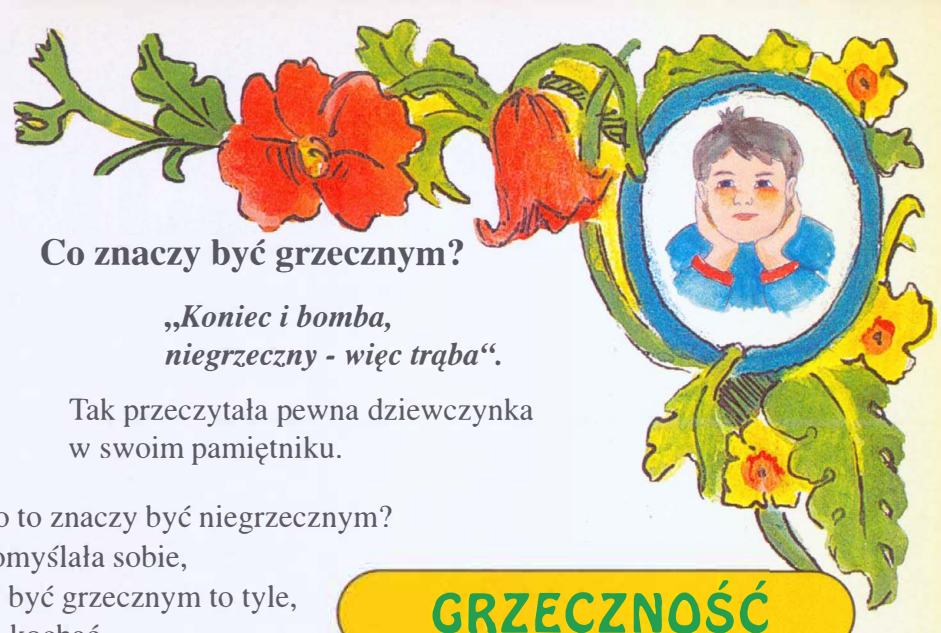 Co znaczy być grzecznym?
„Koniec i bomba,
niegrzeczny - więc trąba“.
Tak przeczytała pewna dziewczynka
w swoim pamiętniku.
to znaczy być niegrzecznym?
być grzecznym to tyle,
GRZECZNOŚĆ
sobie,